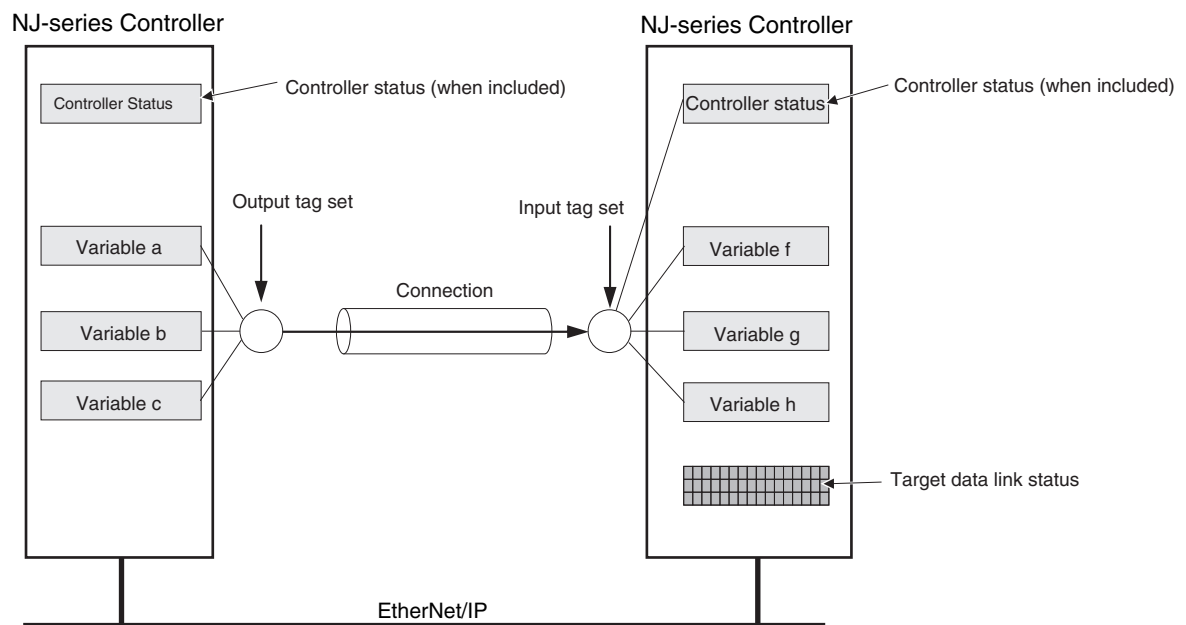 NJ-series Controller
NJ-series Controller
Controller Status
Controller status (when included)
Controller status
Controller status (when included)
Output tag set
Input tag set
Variable a
Variable f
Connection
Variable b
Variable g
Variable c
Variable h
Target data link status
EtherNet/IP